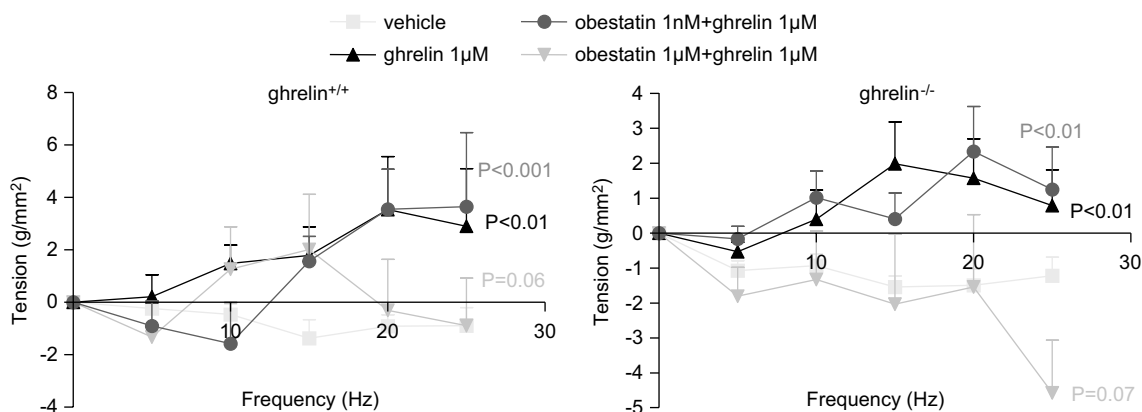 vehicle
obestatin 1nM+ghrelin 1µM
ghrelin 1µM
obestatin 1µM+ghrelin 1µM
ghrelin+/+
8
6
4
2
0
-2
-4
10
20
30
P<0.001
P<0.01
P=0.06
Tension (g/mm²)
Frequency (Hz)
ghrelin-/-
4
3
2
1
0
-1
-2
-3
-4
-5
10
20
30
P<0.01
P<0.01
P=0.07
Tension (g/mm²)
Frequency (Hz)